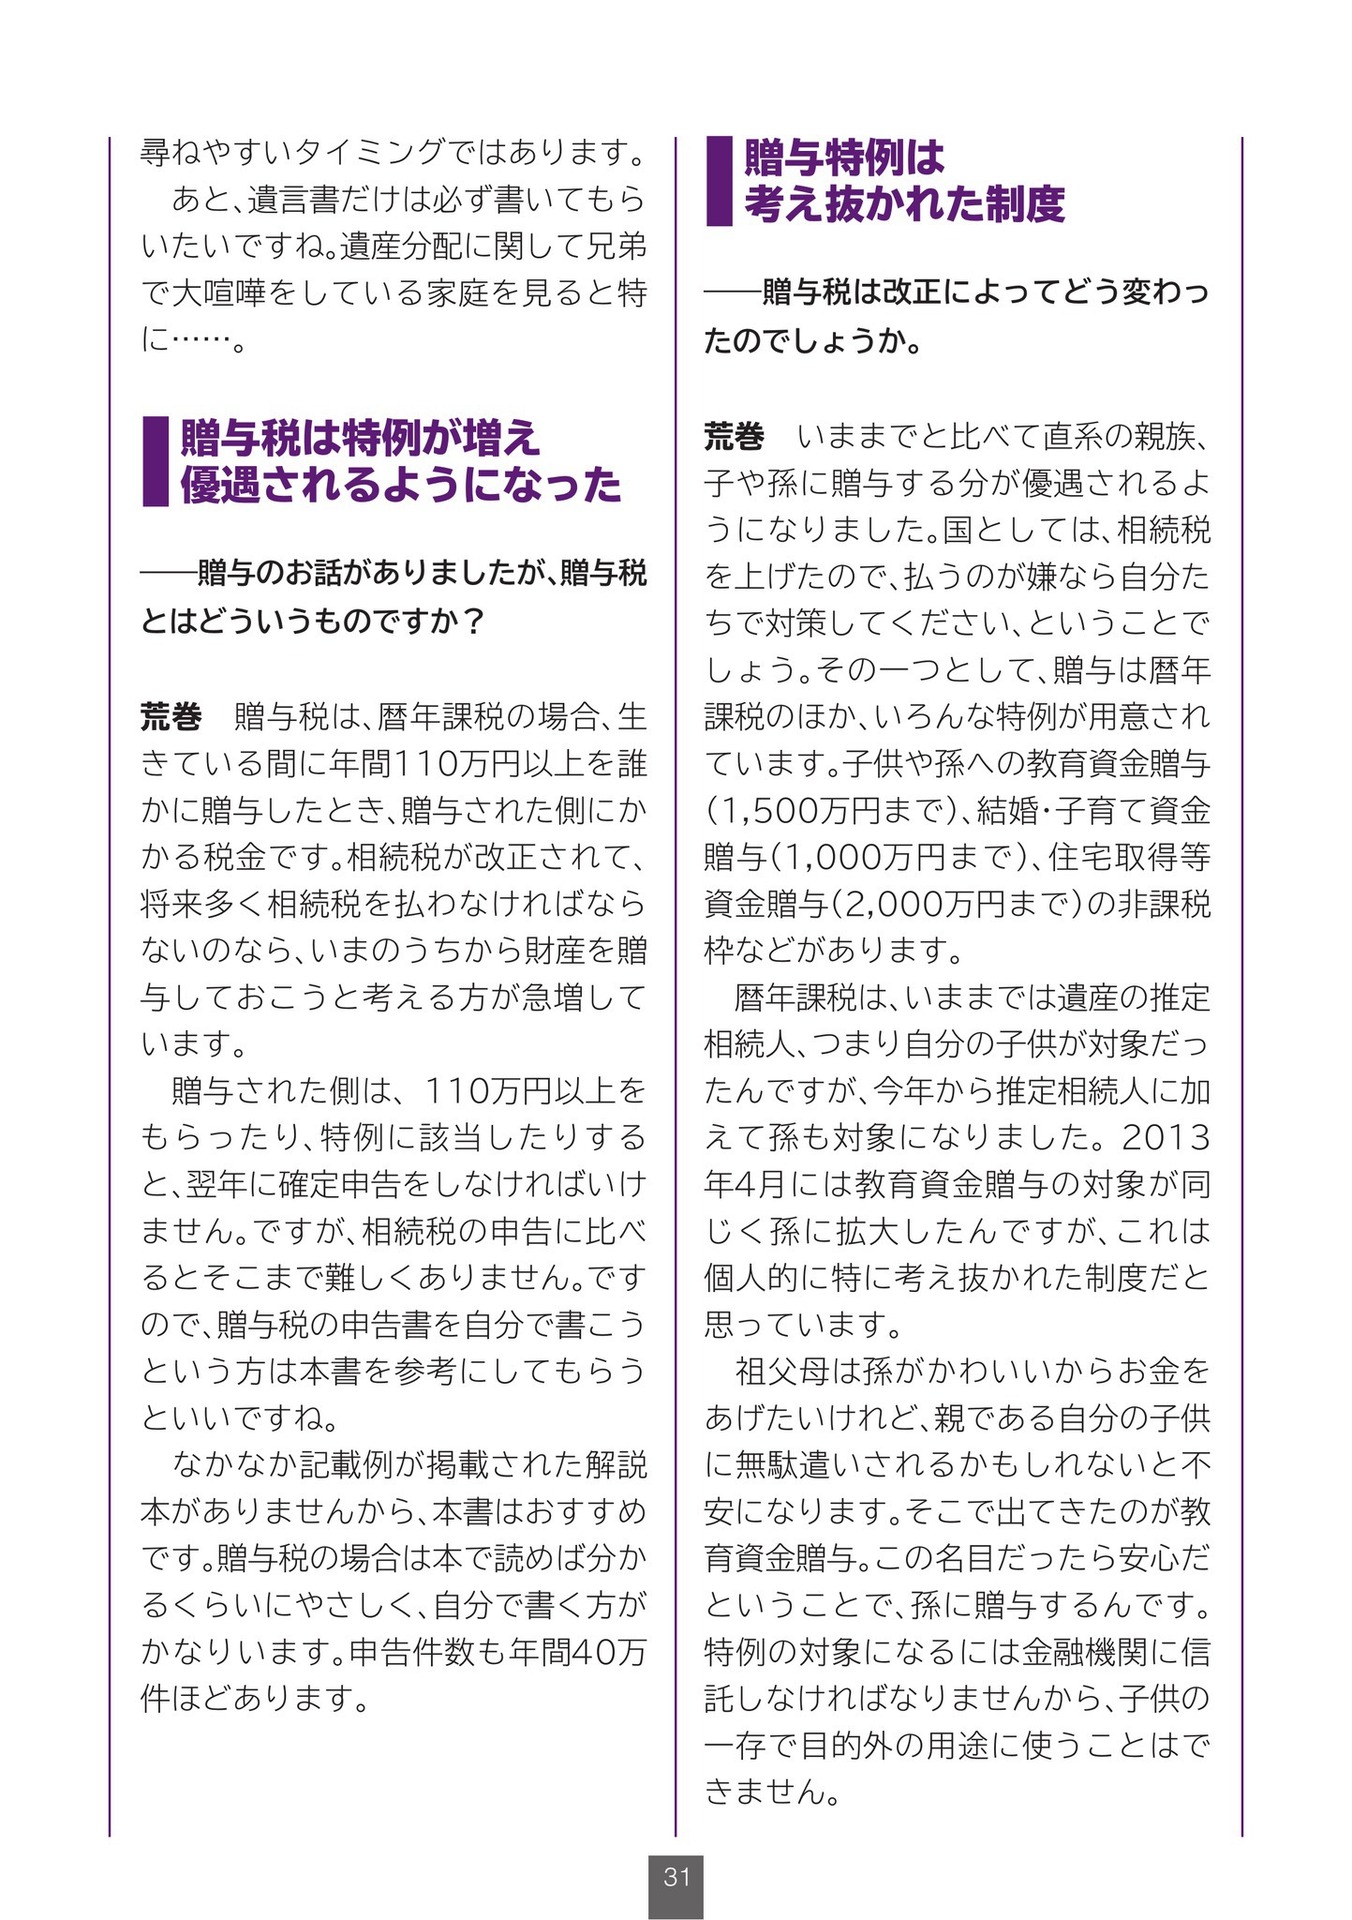 尋ねやすいタイミングではあります。
　あと、遺言書だけは必ず書いてもら
いたいですね。遺産分配に関して兄弟
で大喧嘩をしている家庭を見ると特
に……。
贈与税は特例が増え
優遇されるようになった
――贈与のお話がありましたが、贈与税
とはどういうものですか？
荒巻　贈与税は、暦年課税の場合、生
きている間に年間110万円以上を誰
かに贈与したとき、贈与された側にか
かる税金です。相続税が改正されて、
将来多く相続税を払わなければなら
ないのなら、いまのうちから財産を贈
与しておこうと考える方が急増して
います。
　贈与された側は、110万円以上を
もらったり、特例に該当したりする
と、翌年に確定申告をしなければいけ
ません。ですが、相続税の申告に比べ
るとそこまで難しくありません。です
ので、贈与税の申告書を自分で書こう
という方は本書を参考にしてもらう
といいですね。
　なかなか記載例が掲載された解説
本がありませんから、本書はおすすめ
です。贈与税の場合は本で読めば分か
るくらいにやさしく、自分で書く方が
かなりいます。申告件数も年間40万
件ほどあります。
贈与特例は
考え抜かれた制度
――贈与税は改正によってどう変わっ
たのでしょうか。
荒巻　いままでと比べて直系の親族、
子や孫に贈与する分が優遇されるよ
うになりました。国としては、相続税
を上げたので、払うのが嫌なら自分た
ちで対策してください、ということで
しょう。その一つとして、贈与は暦年
課税のほか、いろんな特例が用意され
ています。子供や孫への教育資金贈与
（1,500万円まで）、結婚・子育て資金
贈与（1,000万円まで）、住宅取得等
資金贈与（2,000万円まで）の非課税
枠などがあります。
　暦年課税は、いままでは遺産の推定
相続人、つまり自分の子供が対象だっ
たんですが、今年から推定相続人に加
えて孫も対象になりました。2013
年4月には教育資金贈与の対象が同
じく孫に拡大したんですが、これは
個人的に特に考え抜かれた制度だと
思っています。
　祖父母は孫がかわいいからお金を
あげたいけれど、親である自分の子供
に無駄遣いされるかもしれないと不
安になります。そこで出てきたのが教
育資金贈与。この名目だったら安心だ
ということで、孫に贈与するんです。
特例の対象になるには金融機関に信
託しなければなりませんから、子供の
一存で目的外の用途に使うことはで
きません。
31